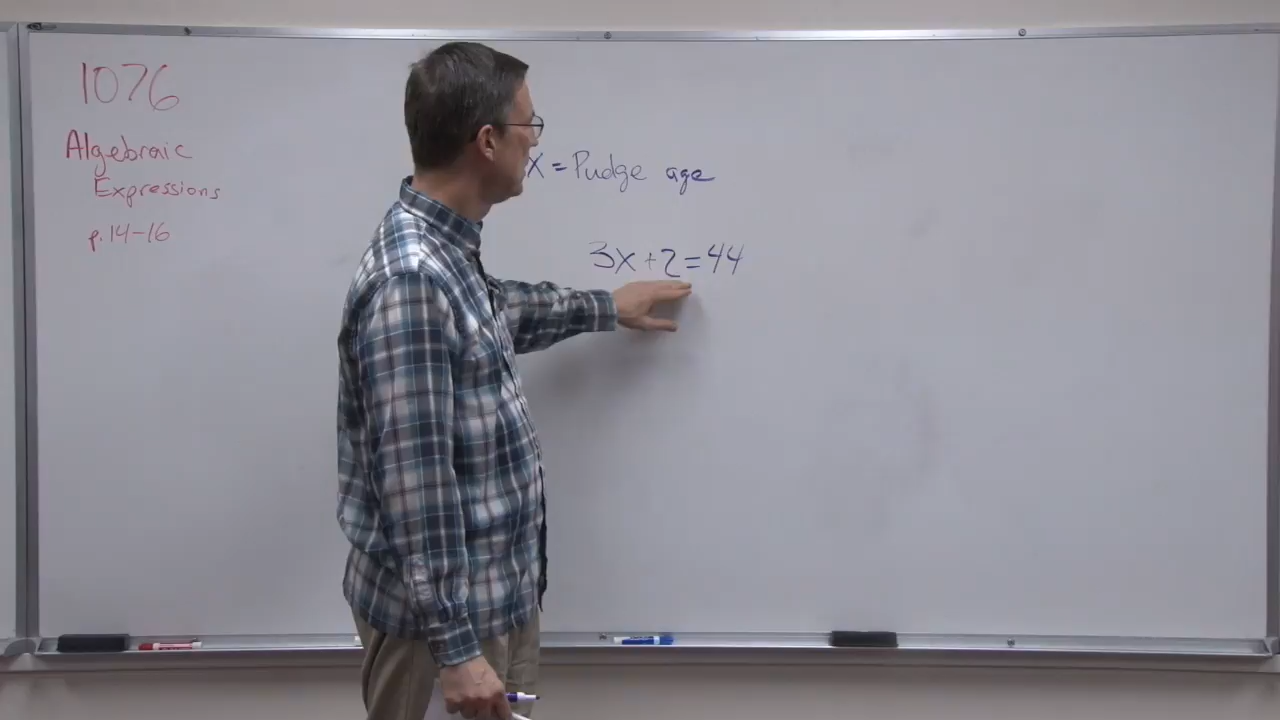 1076
Algebraic
Expressions
p. 14-16
x = Pudge age
3x + 2 = 44